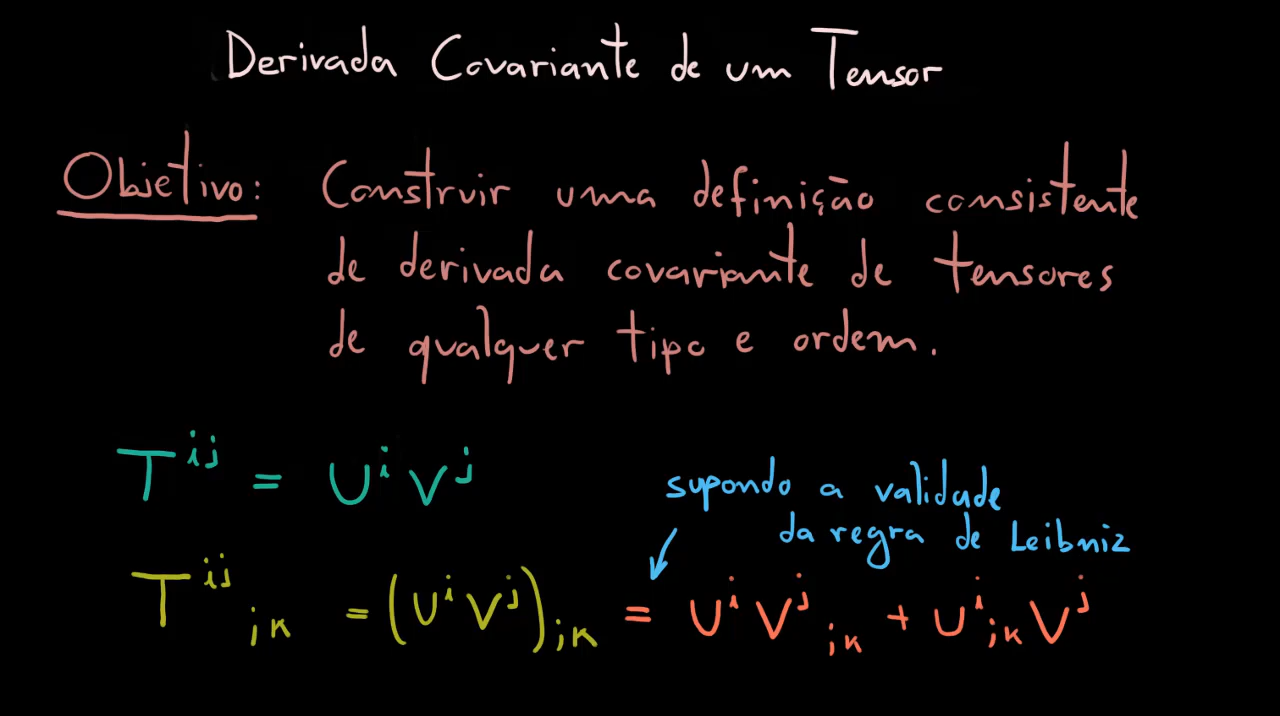 Derivada Covariante de um Tensor
Objetivo: Construir uma definição consistente
de derivada covariante de tensores
de qualquer tipo e ordem.
T^{ij} = U^i V^j
supondo a validade
da regra de Leibniz
T^{ij}_{;k} = (U^i V^j)_{;k} = U^i V^j_{;k} + U^i_{;k} V^j